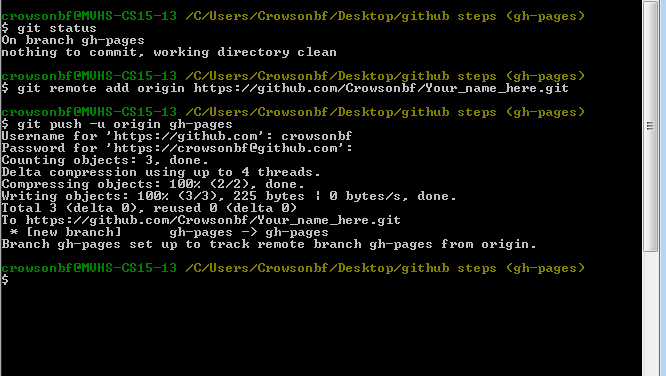 crowsonbf@MVHS-CS15-13 /C/Users/Crowsonbf/Desktop/github steps (gh-pages)
$ git status
On branch gh-pages
nothing to commit, working directory clean
crowsonbf@MVHS-CS15-13 /C/Users/Crowsonbf/Desktop/github steps (gh-pages)
$ git remote add origin https://github.com/Crowsonbf/Your_name_here.git
crowsonbf@MVHS-CS15-13 /C/Users/Crowsonbf/Desktop/github steps (gh-pages)
$ git push -u origin gh-pages
Username for 'https://github.com': crowsonbf
Password for 'https://crowsonbf@github.com':
Counting objects: 3, done.
Delta compression using up to 4 threads.
Compressing objects: 100% (2/2), done.
Writing objects: 100% (3/3), 225 bytes | 0 bytes/s, done.
Total 3 (delta 0), reused 0 (delta 0)
To https://github.com/Crowsonbf/Your_name_here.git
 * [new branch]      gh-pages -> gh-pages
Branch gh-pages set up to track remote branch gh-pages from origin.
crowsonbf@MVHS-CS15-13 /C/Users/Crowsonbf/Desktop/github steps (gh-pages)
$